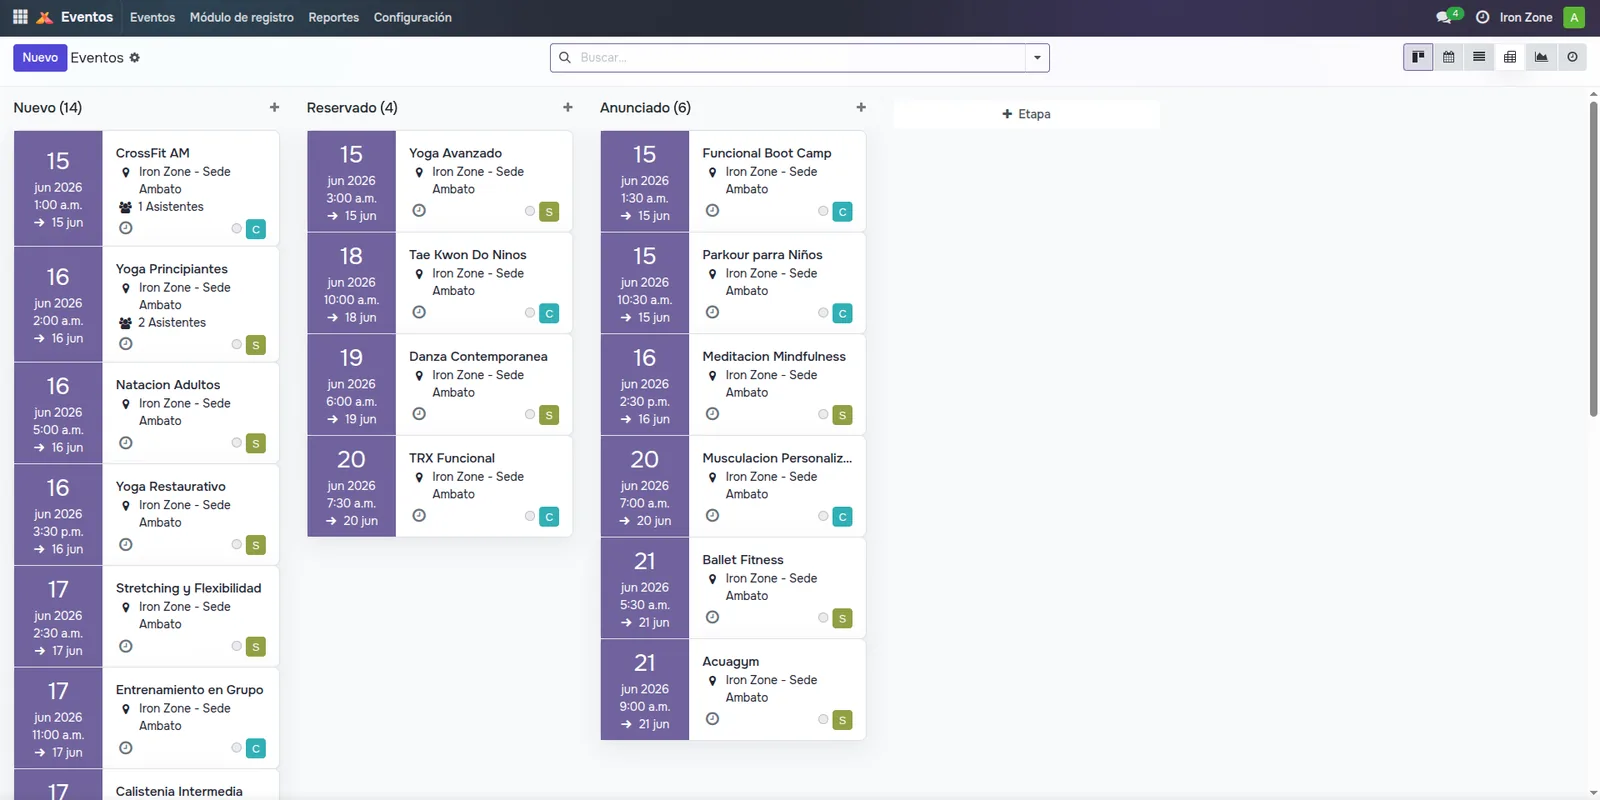 Eventos
Eventos
Módulo de registro
Reportes
Configuración
4
Iron Zone
A
Nuevo
Eventos
Buscar...
Nuevo (14)
15
jun 2026
1:00 a.m.
→ 15 jun
CrossFit AM
Iron Zone - Sede
Ambato
1 Asistentes
C
16
jun 2026
2:00 a.m.
→ 16 jun
Yoga Principiantes
Iron Zone - Sede
Ambato
2 Asistentes
S
16
jun 2026
5:00 a.m.
→ 16 jun
Natacion Adultos
Iron Zone - Sede
Ambato
S
16
jun 2026
3:30 p.m.
→ 16 jun
Yoga Restaurativo
Iron Zone - Sede
Ambato
S
17
jun 2026
2:30 a.m.
→ 17 jun
Stretching y Flexibilidad
Iron Zone - Sede
Ambato
S
17
jun 2026
11:00 a.m.
→ 17 jun
Entrenamiento en Grupo
Iron Zone - Sede
Ambato
C
17
Calistenia Intermedia
Reservado (4)
15
jun 2026
3:00 a.m.
→ 15 jun
Yoga Avanzado
Iron Zone - Sede
Ambato
S
18
jun 2026
10:00 a.m.
→ 18 jun
Tae Kwon Do Ninos
Iron Zone - Sede
Ambato
C
19
jun 2026
6:00 a.m.
→ 19 jun
Danza Contemporanea
Iron Zone - Sede
Ambato
S
20
jun 2026
7:30 a.m.
→ 20 jun
TRX Funcional
Iron Zone - Sede
Ambato
C
Anunciado (6)
15
jun 2026
1:30 a.m.
→ 15 jun
Funcional Boot Camp
Iron Zone - Sede
Ambato
C
15
jun 2026
10:30 a.m.
→ 15 jun
Parkour parra Niños
Iron Zone - Sede
Ambato
C
16
jun 2026
2:30 p.m.
→ 16 jun
Meditacion Mindfulness
Iron Zone - Sede
Ambato
S
20
jun 2026
7:00 a.m.
→ 20 jun
Musculacion Personaliz...
Iron Zone - Sede
Ambato
C
21
jun 2026
5:30 a.m.
→ 21 jun
Ballet Fitness
Iron Zone - Sede
Ambato
S
21
jun 2026
9:00 a.m.
→ 21 jun
Acuagym
Iron Zone - Sede
Ambato
S
+ Etapa